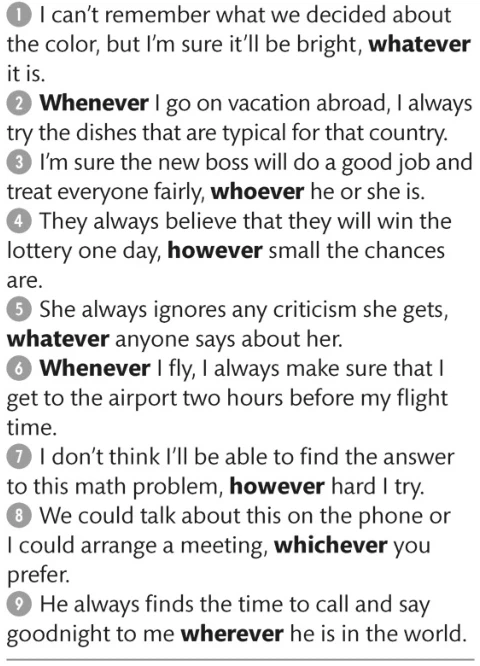 1 I can't remember what we decided about
the color, but I'm sure it'll be bright, whatever
it is.
2 Whenever I go on vacation abroad, I always
try the dishes that are typical for that country.
3 I'm sure the new boss will do a good job and
treat everyone fairly, whoever he or she is.
4 They always believe that they will win the
lottery one day, however small the chances
are.
5 She always ignores any criticism she gets,
whatever anyone says about her.
6 Whenever I fly, I always make sure that I
get to the airport two hours before my flight
time.
7 I don't think I'll be able to find the answer
to this math problem, however hard I try.
8 We could talk about this on the phone or
I could arrange a meeting, whichever you
prefer.
9 He always finds the time to call and say
goodnight to me wherever he is in the world.